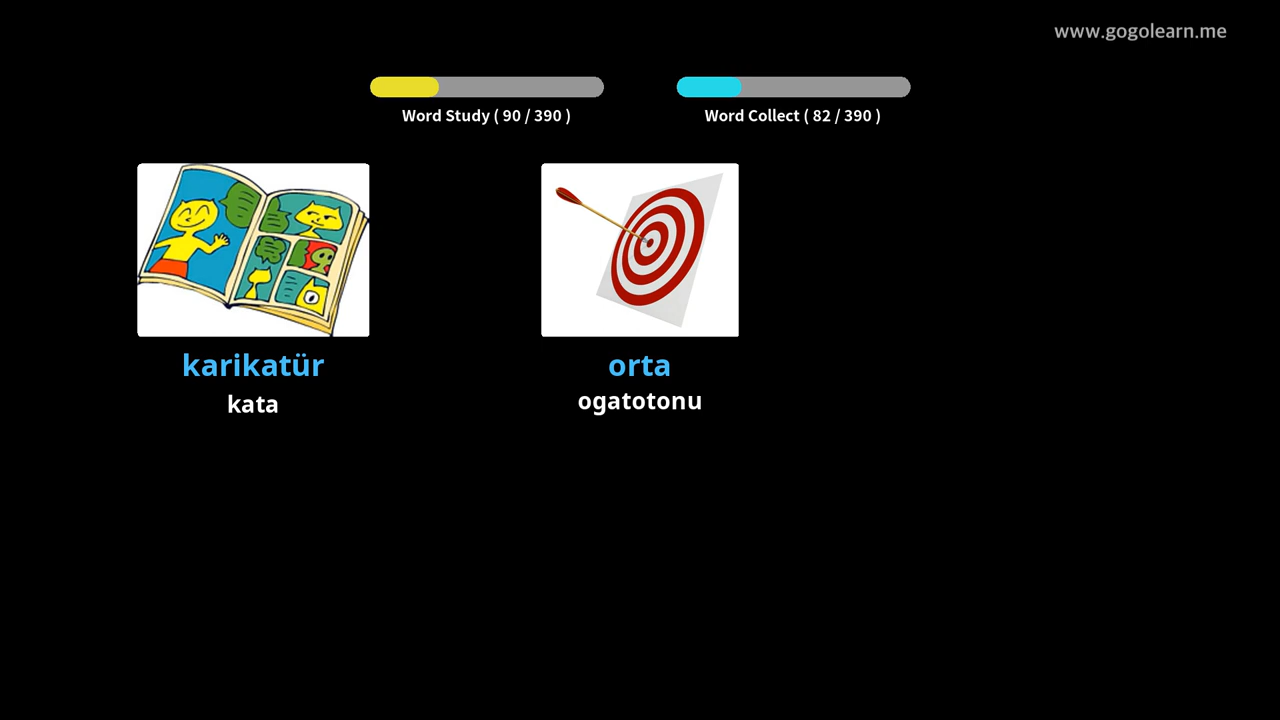 www.gogolearn.me
Word Study ( 90 / 390 )
Word Collect ( 82 / 390 )
karikatür
kata
orta
ogatotonu